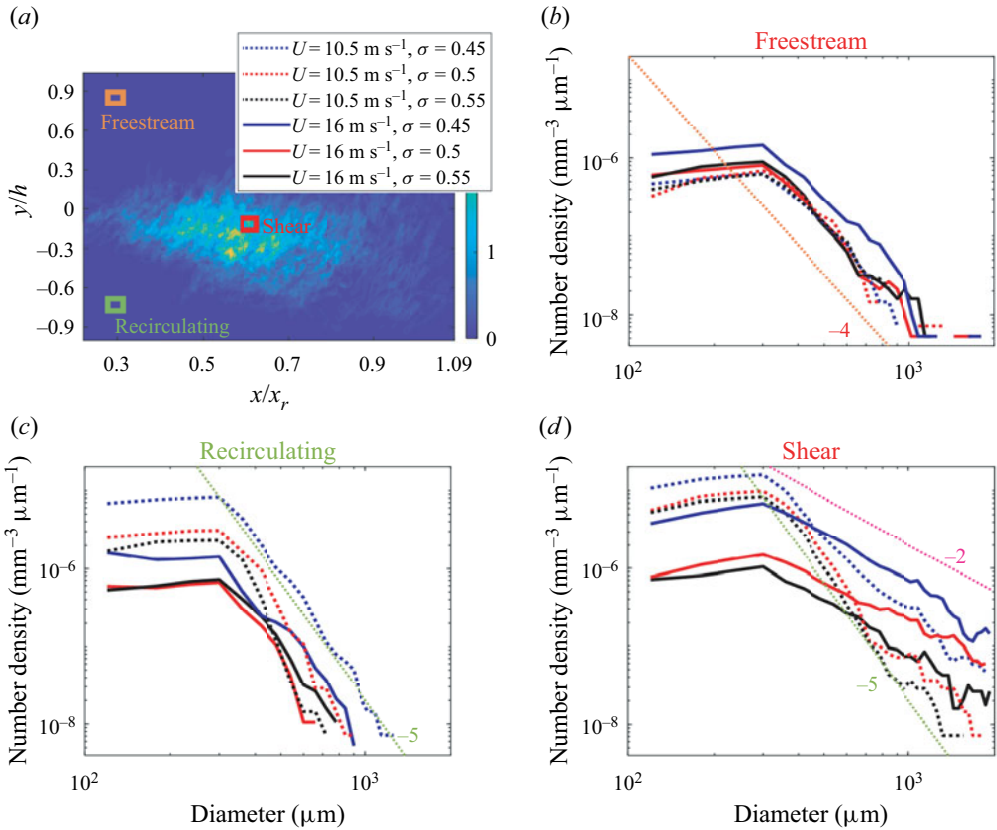 (a)
U = 10.5 m s⁻¹, σ = 0.45
U = 10.5 m s⁻¹, σ = 0.5
U = 10.5 m s⁻¹, σ = 0.55
U = 16 m s⁻¹, σ = 0.45
U = 16 m s⁻¹, σ = 0.5
U = 16 m s⁻¹, σ = 0.55
0.9
0.6
0.3
0
−0.3
−0.6
−0.9
y/h
Freestream
Shear
Recirculating
1
0
0.3
0.5
0.7
0.9
1.09
x/xᵣ
(b)
Freestream
Number density (mm⁻³ μm⁻¹)
10⁻⁶
10⁻⁸
−4
10²
10³
(c)
Recirculating
Number density (mm⁻³ μm⁻¹)
10⁻⁶
10⁻⁸
−5
10²
10³
Diameter (μm)
(d)
Shear
Number density (mm⁻³ μm⁻¹)
10⁻⁶
10⁻⁸
−2
−5
10²
10³
Diameter (μm)